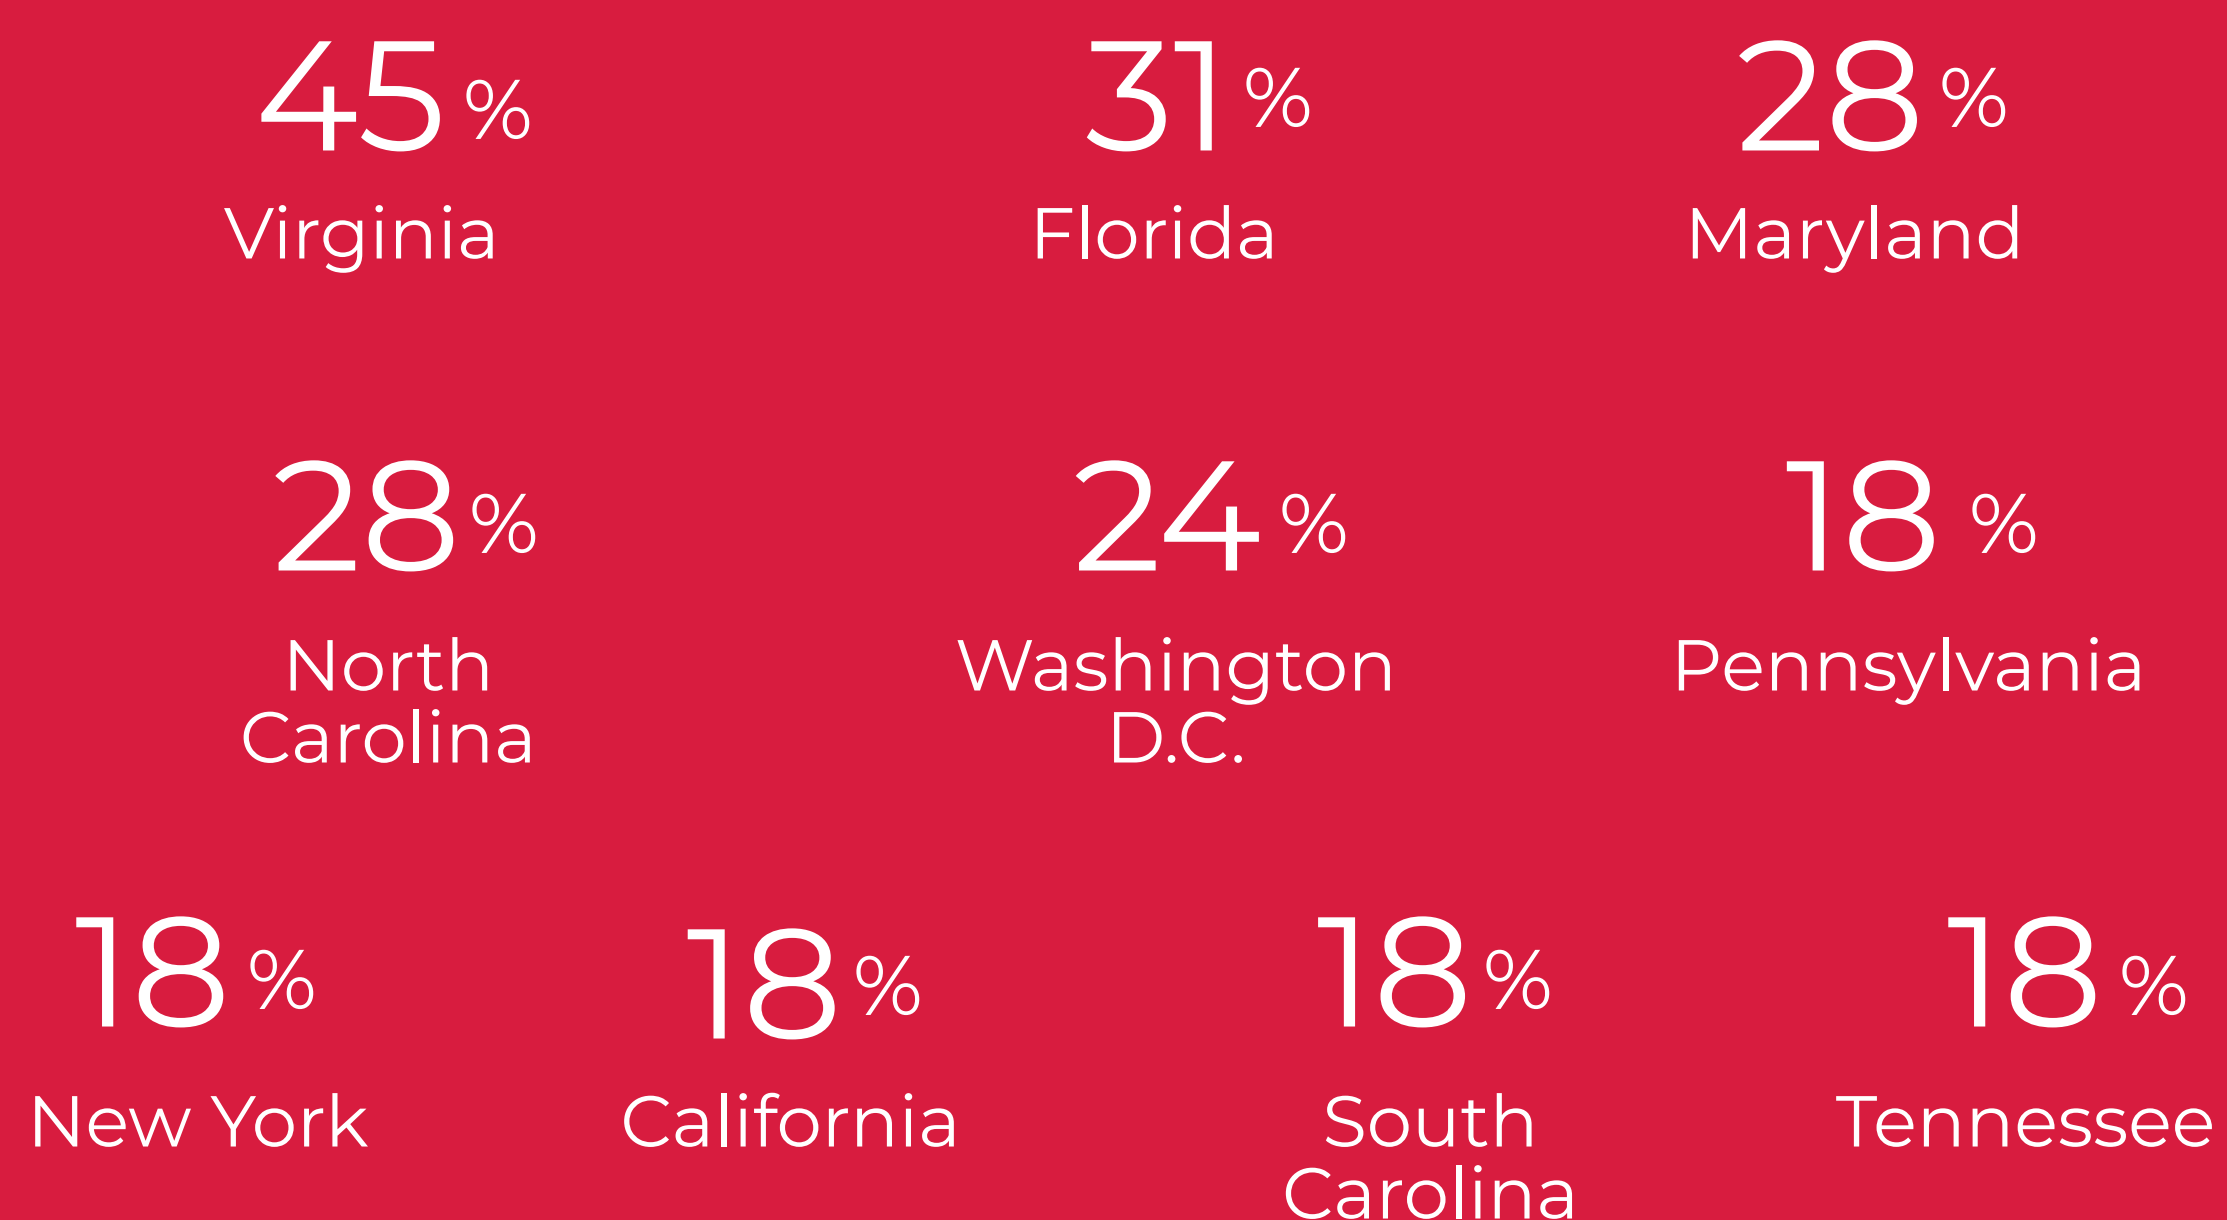 45 %
31 %
28 %
Virginia
Florida
Maryland
28 %
24 %
18 %
North
Carolina
Washington
D.C.
Pennsylvania
18 %
18 %
18 %
18 %
New York
California
South
Carolina
Tennessee